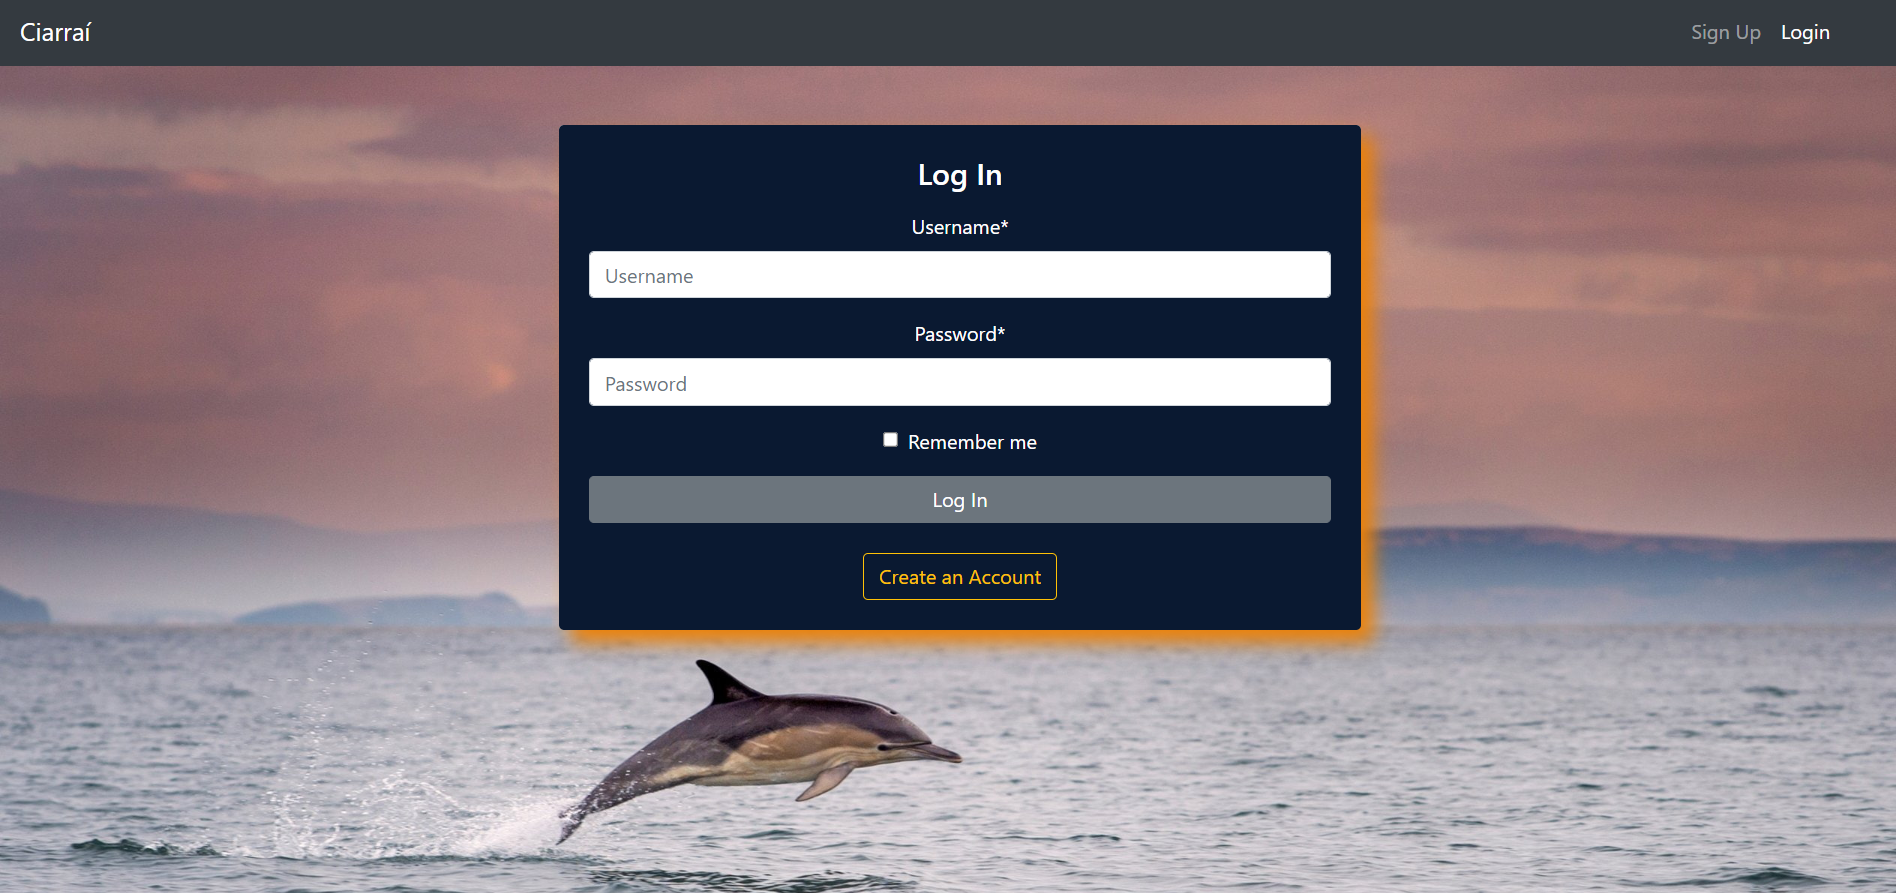 Ciarraí
Sign Up Login
Log In
Username*
Username
Password*
Password
Remember me
Log In
Create an Account